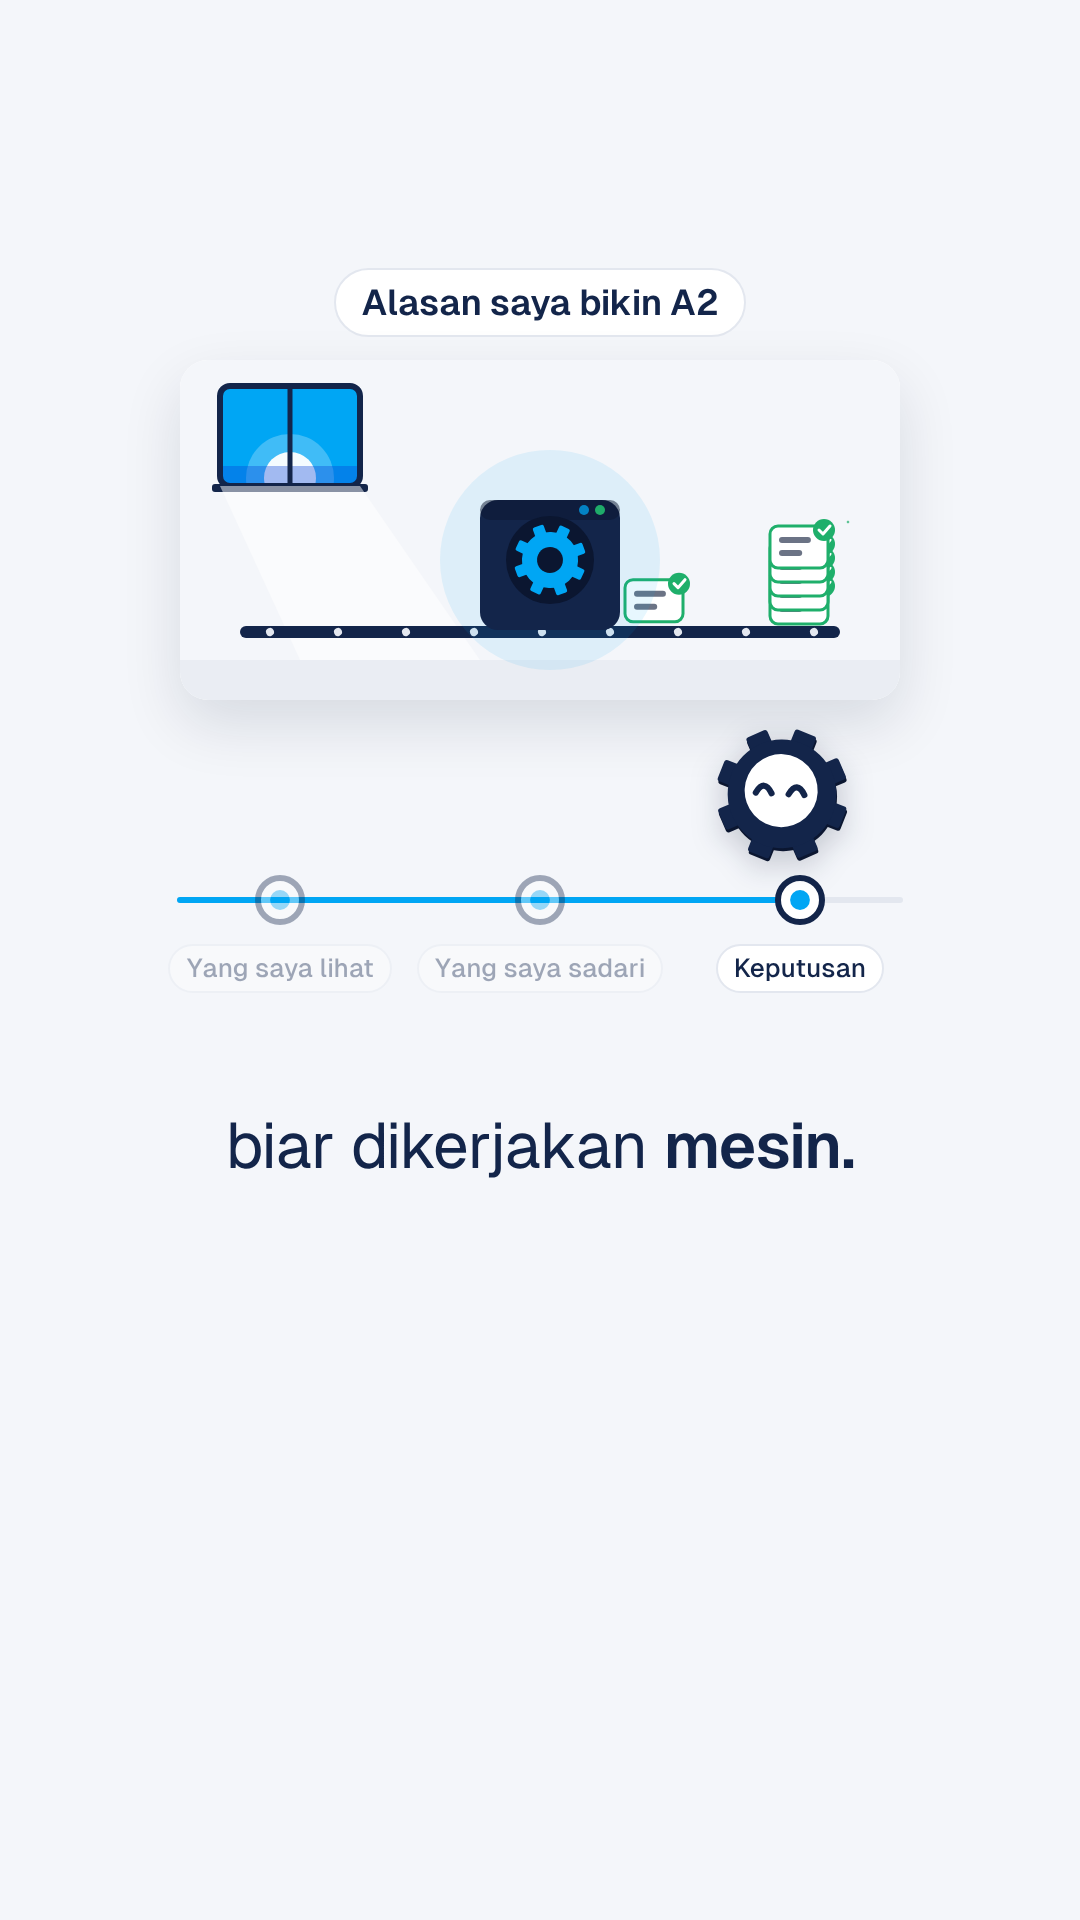 Alasan saya bikin A2
Yang saya lihat
Yang saya sadari
Keputusan
biar dikerjakan mesin.